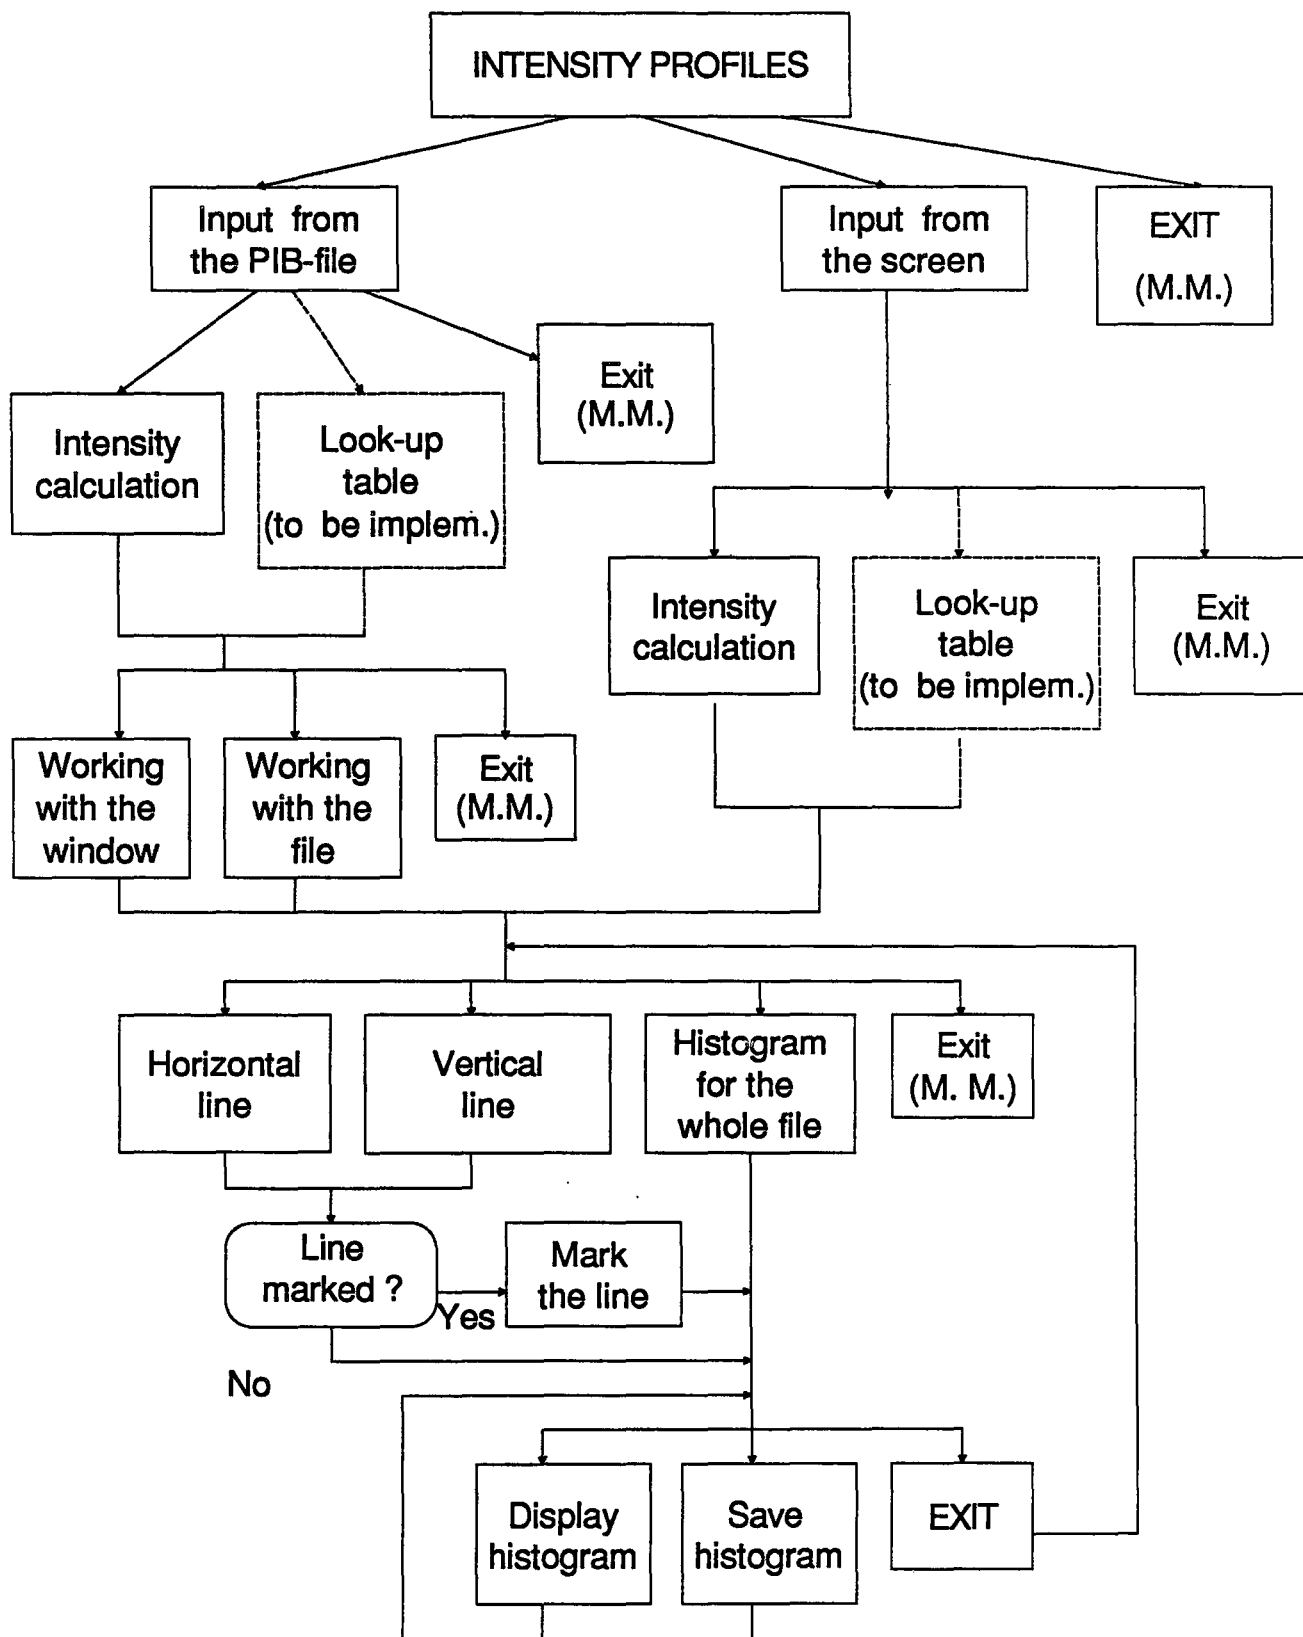 INTENSITY PROFILES
Input from
the PIB-file
Input from
the screen
EXIT
(M.M.)
Exit
(M.M.)
Intensity
calculation
Look-up
table
(to be implem.)
Intensity
calculation
Look-up
table
(to be implem.)
Exit
(M.M.)
Working
with the
window
Working
with the
file
Exit
(M.M.)
Horizontal
line
Vertical
line
Histogram
for the
whole file
Exit
(M. M.)
Line
marked ?
Yes
Mark
the line
No
Display
histogram
Save
histogram
EXIT